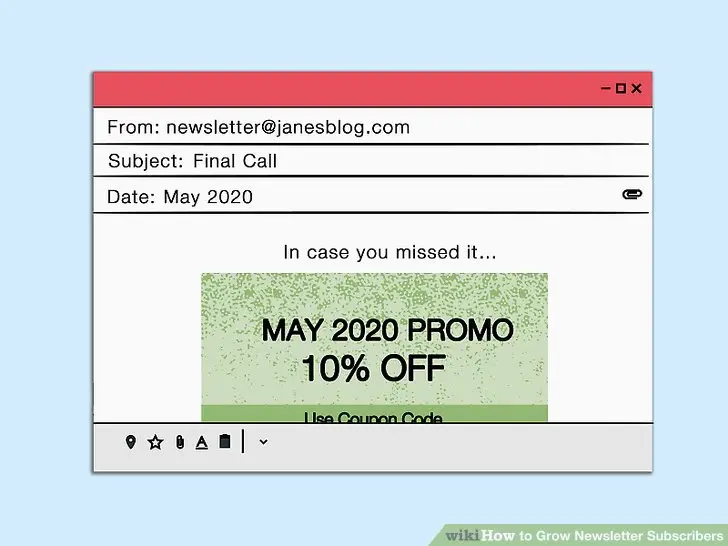 From: newsletter@janesblog.com
Subject: Final Call
Date: May 2020
In case you missed it...
MAY 2020 PROMO
10% OFF
Use Coupon Code
wikiHow to Grow Newsletter Subscribers